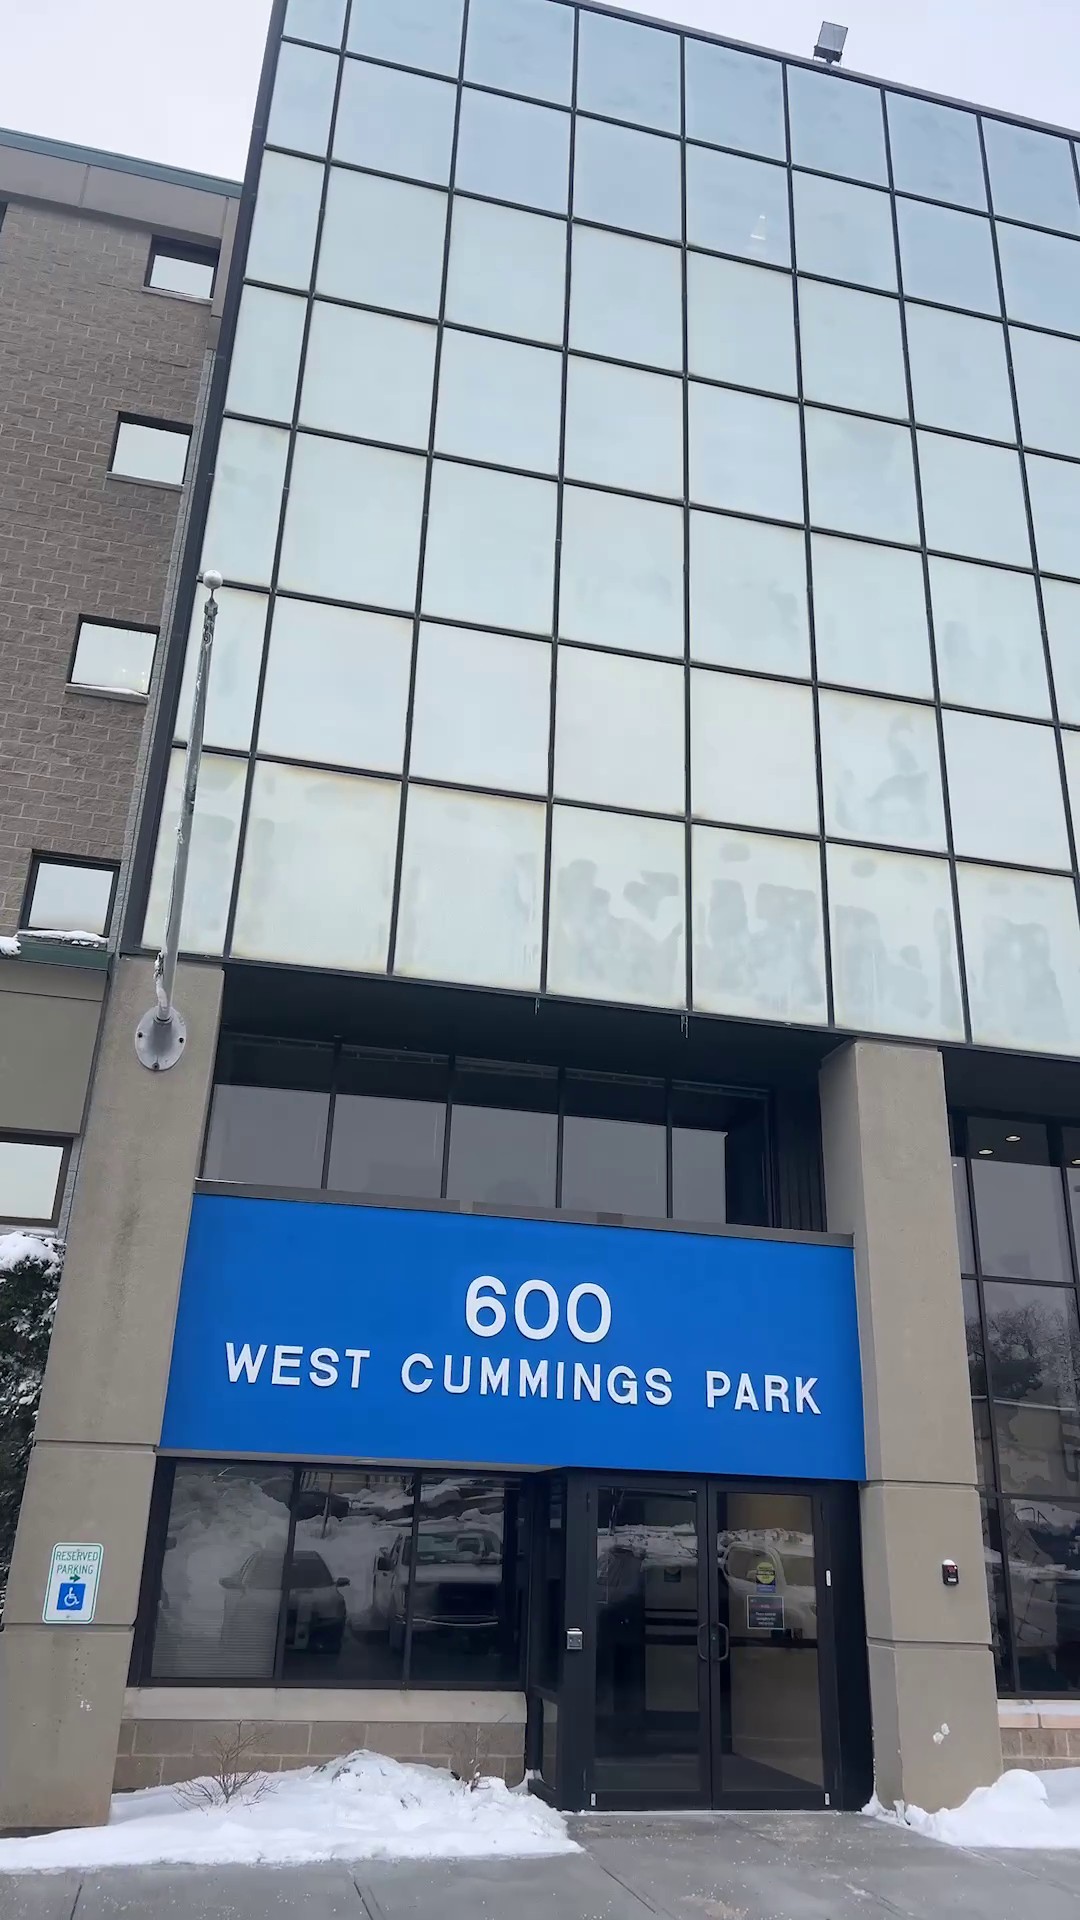 600
WEST CUMMINGS PARK
RESERVED
PARKING